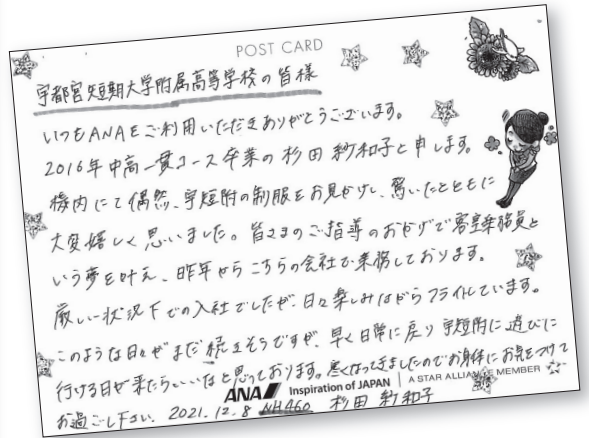 POST CARD
宇都宮短期大学附属高等学校の皆様
いつもANAをご利用いただきありがとうございます。
2016年中高一貫コース卒業の杉田紗和子と申します。
機内にて偶然、宇短附の制服をお見かけし、驚いたとともに
大変嬉しく思いました。皆さまのご指導のおかげで客室乗務員と
いう夢を叶え、昨年からこちらの会社で乗務しております。
厳しい状況下での入社でしたが、日々楽しみながらフライトしています。
このような日々がまだ続きそうですが、早く日常に戻り宇短附に遊びに
行ける日が来たらいいなと思っております。寒くなってきましたのでお身体にお気をつけて
お過ごし下さい。2021.12.8 NH460 杉田紗和子
ANA Inspiration of JAPAN A STAR ALLIANCE MEMBER